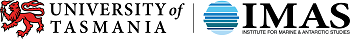 UNIVERSITY of
TASMANIA
IMAS
INSTITUTE FOR MARINE & ANTARCTIC STUDIES